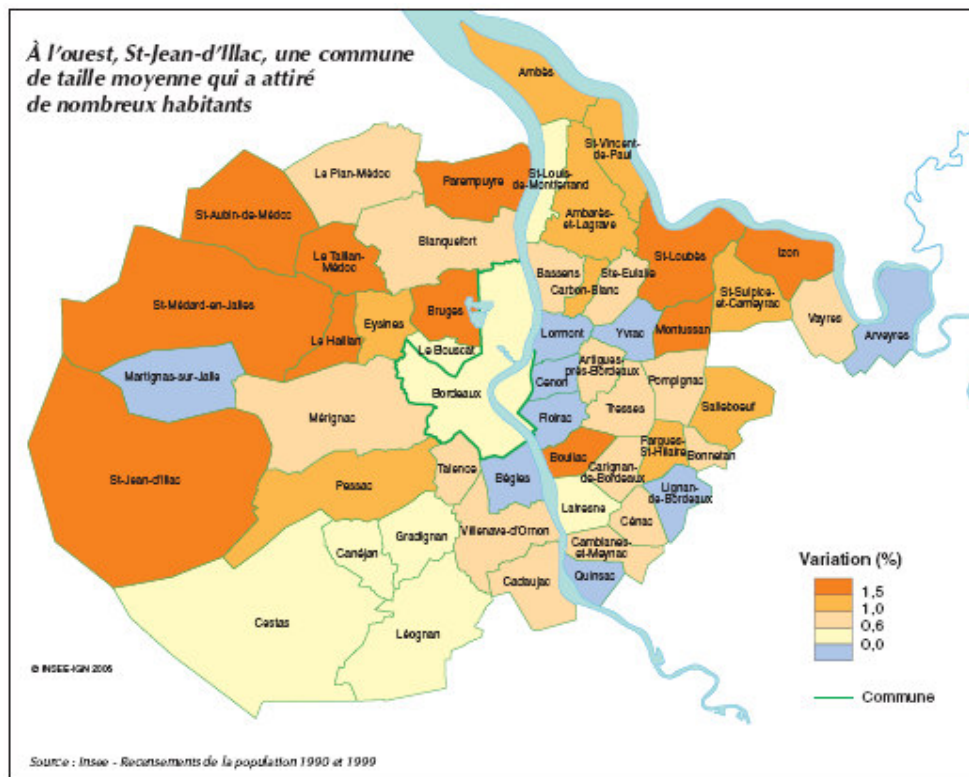 À l'ouest, St-Jean-d'Illac, une commune
de taille moyenne qui a attiré
de nombreux habitants
Ambès
St-Vincent-
de-Paul
St-Louis-
de-Montferrand
Le Pian-Médoc
Parempuyre
St-Aubin-de-Médoc
Ambarès-
et-Lagrave
Blanquefort
Le Taillan-
Médoc
St-Loubès
Izon
Bassens
Ste-Eulalie
Carbon-Blanc
St-Sulpice-
et-Cameyrac
St-Médard-en-Jalles
Bruges
Vayres
Eysines
Le Haillan
Lormont
Yvrac
Montussan
Arveyres
Le Bouscat
Artigues-
près-Bordeaux
Martignas-sur-Jalle
Cenon
Pompignac
Bordeaux
Salleboeuf
Mérignac
Floirac
Tresses
Fargues-
St-Hilaire
Bonnetan
Bouliac
Talence
Carignan-
de-Bordeaux
St-Jean-d'Illac
Pessac
Bègles
Lignan-
de-Bordeaux
Latresne
Cénac
Villenave-d'Ornon
Gradignan
Camblanes-
et-Meynac
Canéjan
Quinsac
Cadaujac
Cestas
Léognan
Variation (%)
1,5
1,0
0,6
0,0
Commune
© INSEE-IGN 2006
Source : Insee - Recensements de la population 1990 et 1999